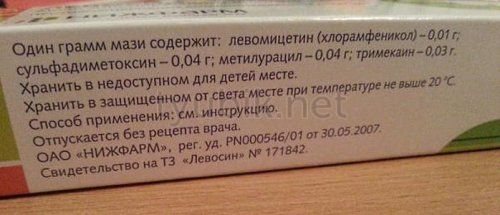 Один грамм мази содержит: левомицетин (хлорамфеникол) – 0,01 г;
сульфадиметоксин – 0,04 г; метилурацил – 0,04 г; тримекаин – 0,03 г.
Хранить в недоступном для детей месте.
Хранить в защищенном от света месте при температуре не выше 20 °С.
Способ применения: см. инструкцию.
Отпускается без рецепта врача.
ОАО «НИЖФАРМ», рег. уд. PN000546/01 от 30.05.2007.
Свидетельство на ТЗ «Левосин» № 171842.